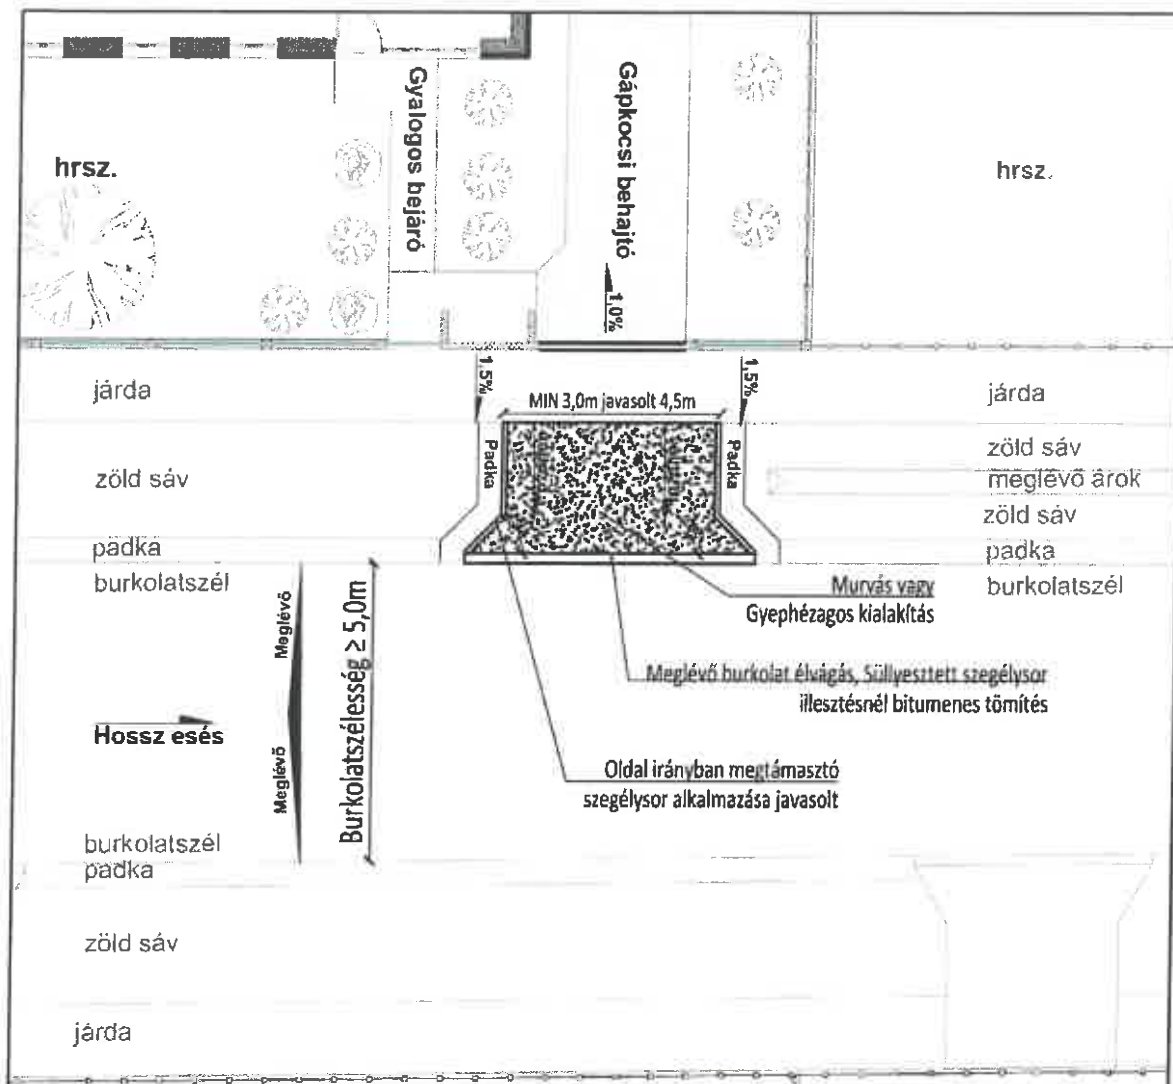 Gyalogos bejáró
Gápkocsi behajtó
hrsz.
hrsz.
1,0%
1,5%
1,5%
járda
MIN 3,0m javasolt 4,5m
járda
Padka
Padka
zöld sáv
zöld sáv
meglévő árok
zöld sáv
padka
padka
burkolatszél
burkolatszél
Murvás vagy
Gyephézagos kialakítás
Meglévő
Burkolatszélesség ≥ 5,0m
Meglévő burkolat élvágás, Süllyesztett szegélysor
illesztésnél bitumenes tömítés
Hossz esés
Meglévő
Oldal irányban megtámasztó
szegélysor alkalmazása javasolt
burkolatszél
padka
zöld sáv
járda